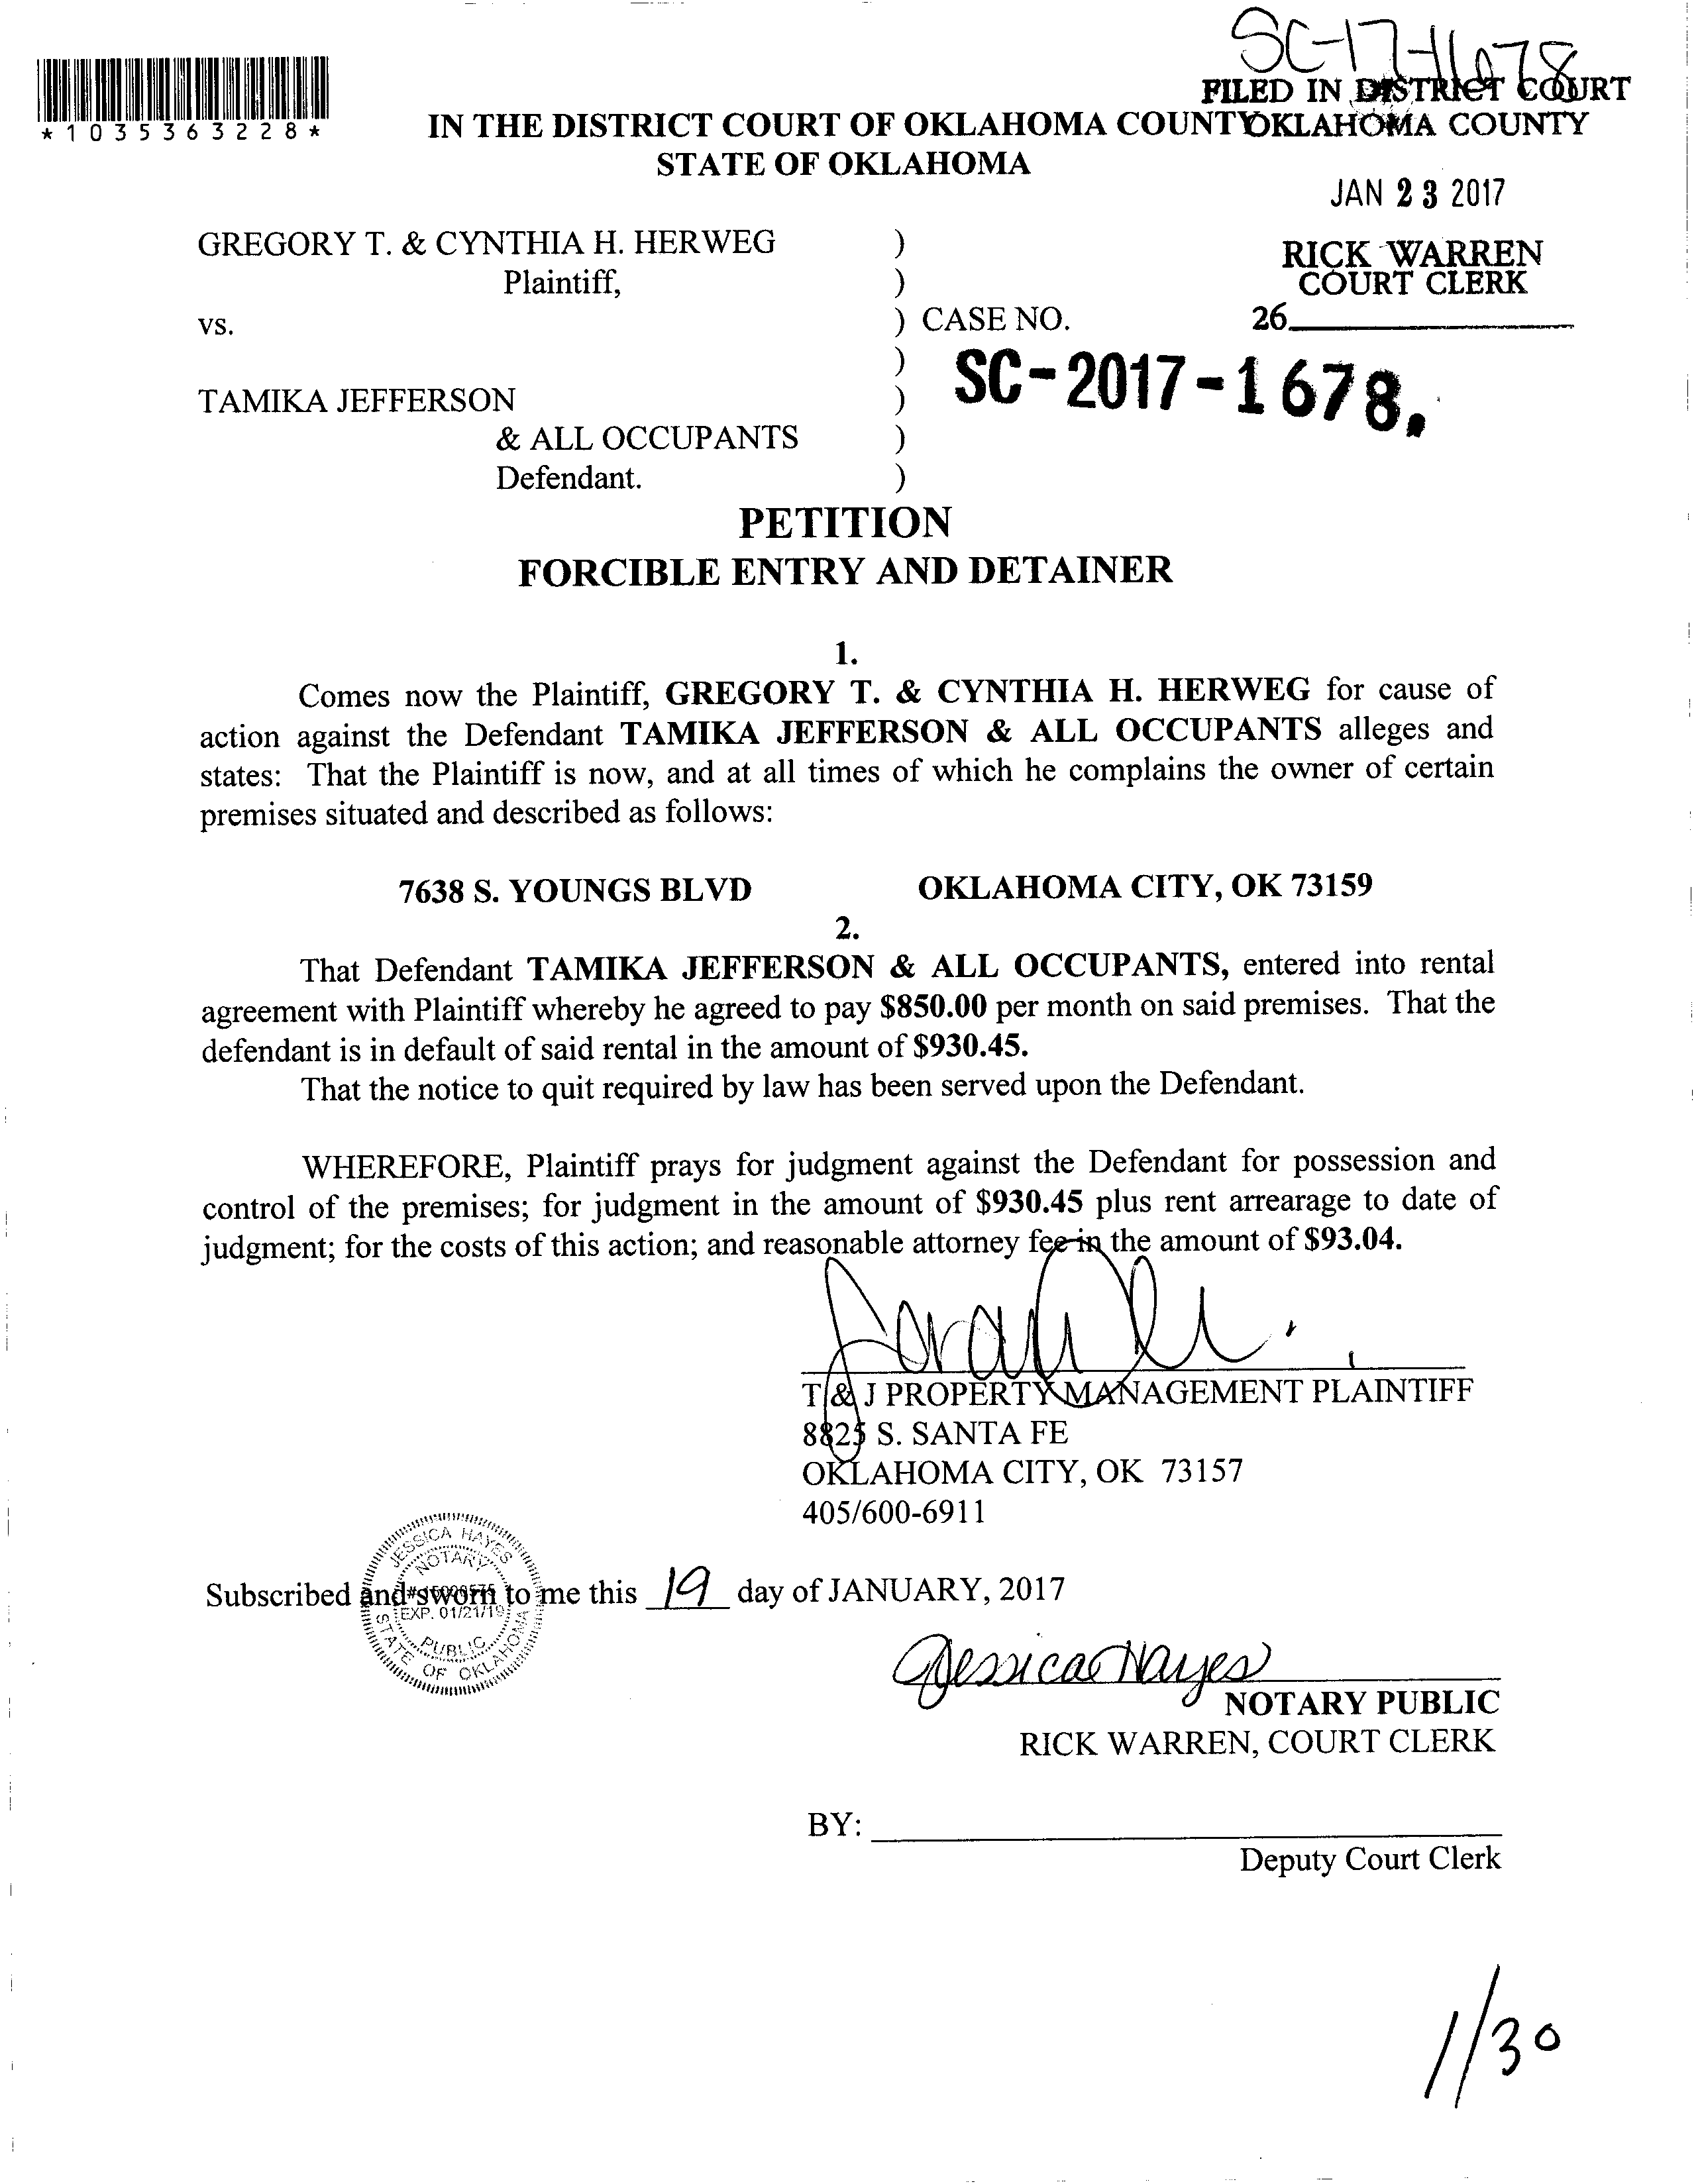 SC-17-1678
FILED IN DISTRICT COURT
*1035363228*
IN THE DISTRICT COURT OF OKLAHOMA COUNTY
OKLAHOMA COUNTY
STATE OF OKLAHOMA
JAN 23 2017
GREGORY T. & CYNTHIA H. HERWEG )
RICK WARREN
Plaintiff, )
COURT CLERK
vs. ) CASE NO.
26
)
SC-2017-1678
TAMIKA JEFFERSON )
& ALL OCCUPANTS )
Defendant. )
PETITION
FORCIBLE ENTRY AND DETAINER
1.
Comes now the Plaintiff, GREGORY T. & CYNTHIA H. HERWEG for cause of
action against the Defendant TAMIKA JEFFERSON & ALL OCCUPANTS alleges and
states: That the Plaintiff is now, and at all times of which he complains the owner of certain
premises situated and described as follows:
7638 S. YOUNGS BLVD OKLAHOMA CITY, OK 73159
2.
That Defendant TAMIKA JEFFERSON & ALL OCCUPANTS, entered into rental
agreement with Plaintiff whereby he agreed to pay $850.00 per month on said premises. That the
defendant is in default of said rental in the amount of $930.45.
That the notice to quit required by law has been served upon the Defendant.
WHEREFORE, Plaintiff prays for judgment against the Defendant for possession and
control of the premises; for judgment in the amount of $930.45 plus rent arrearage to date of
judgment; for the costs of this action; and reasonable attorney fee in the amount of $93.04.
T & J PROPERTY MANAGEMENT PLAINTIFF
8825 S. SANTA FE
OKLAHOMA CITY, OK 73157
405/600-6911
JESSICA HAYES
NOTARY
Subscribed and sworn to me this 19 day of JANUARY, 2017
EXP. 01/21/19
PUBLIC
STATE OF OKLAHOMA
Jessica Hayes
NOTARY PUBLIC
RICK WARREN, COURT CLERK
BY:
Deputy Court Clerk
1/30